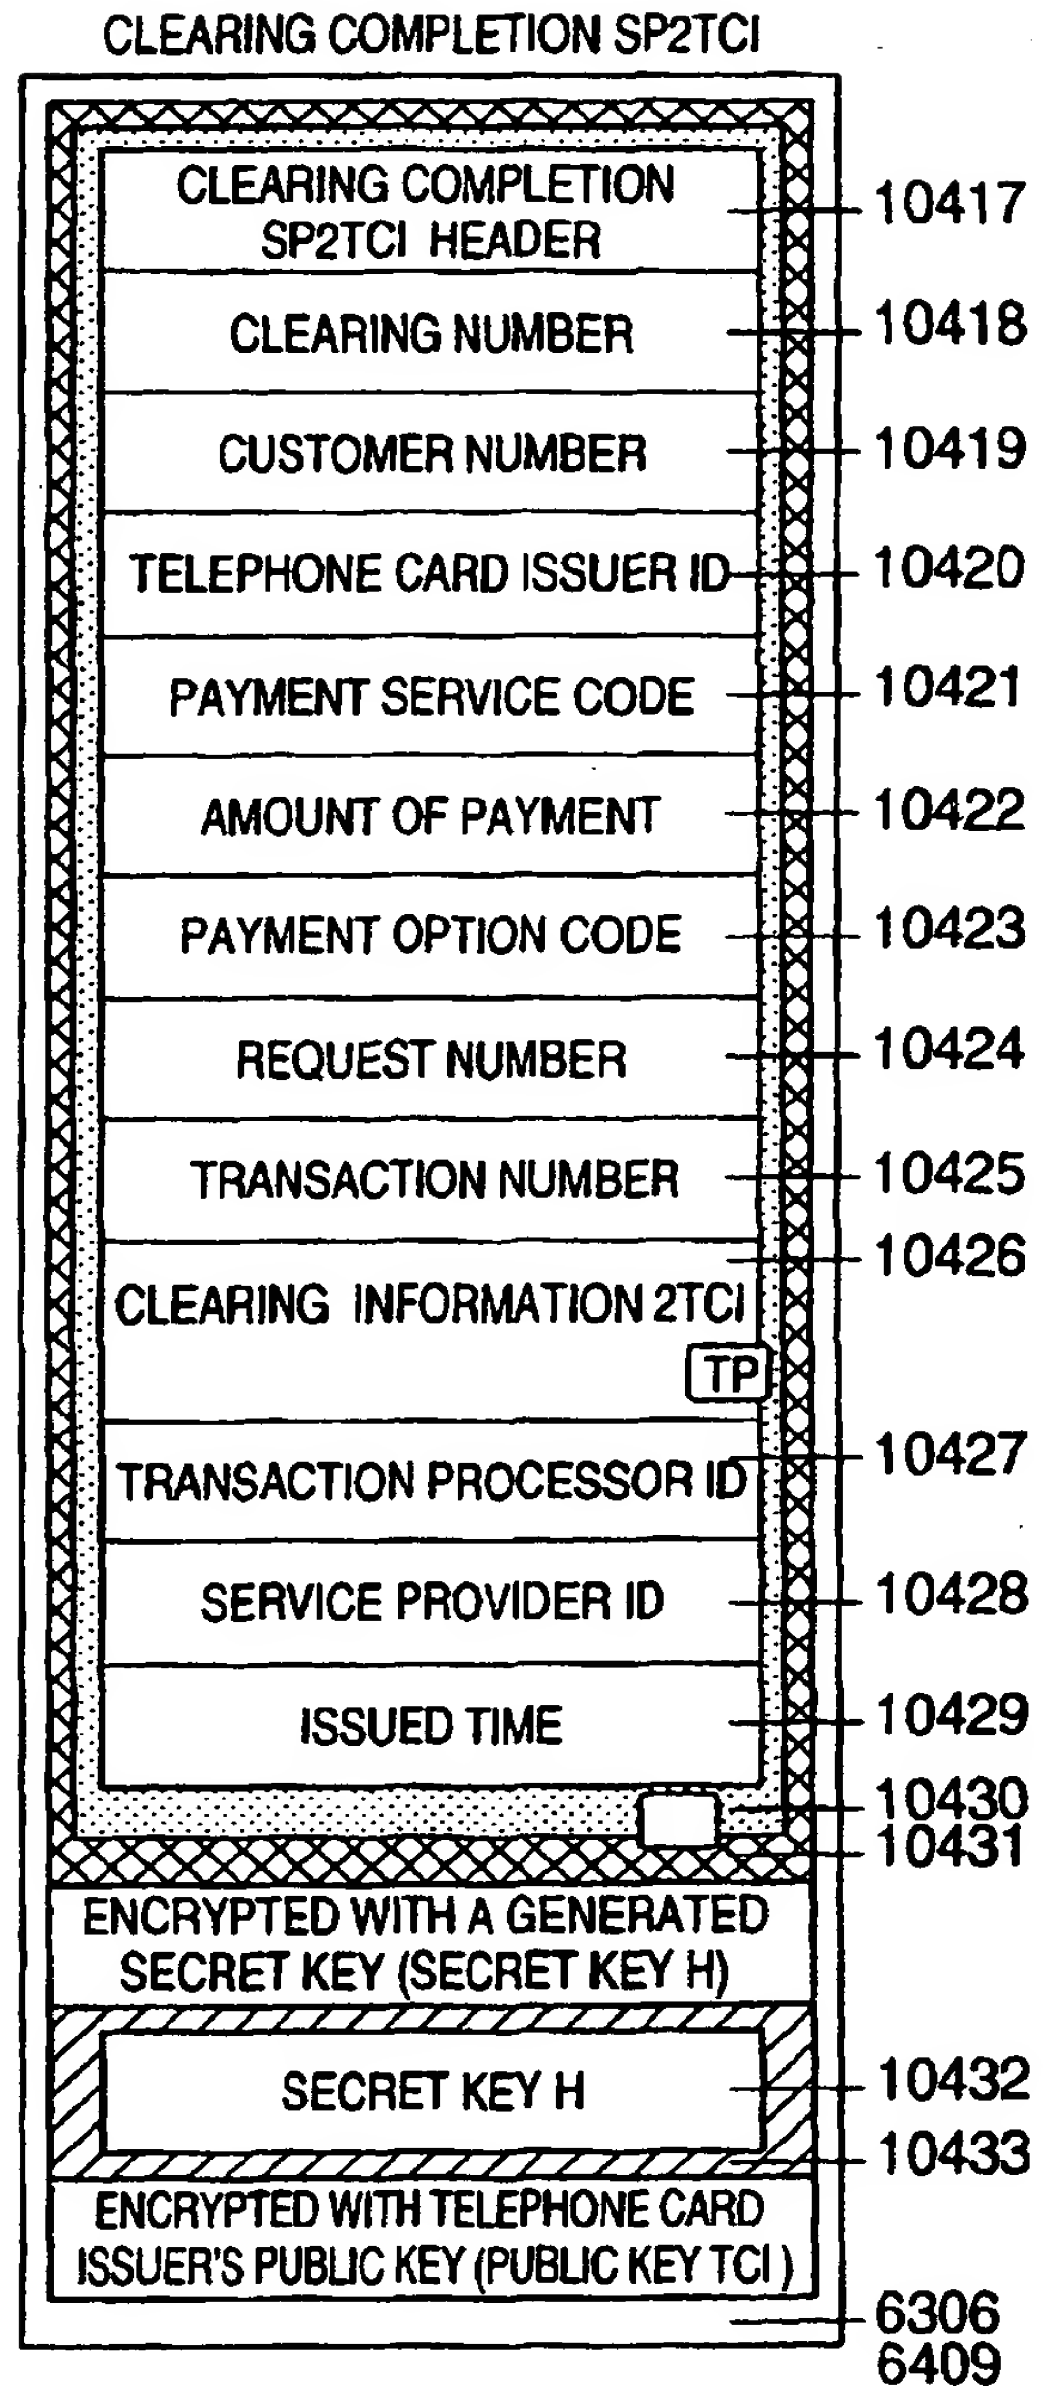 CLEARING COMPLETION SP2TCI
CLEARING COMPLETION
SP2TCI HEADER
10417
CLEARING NUMBER
10418
CUSTOMER NUMBER
10419
TELEPHONE CARD ISSUER ID
10420
PAYMENT SERVICE CODE
10421
AMOUNT OF PAYMENT
10422
PAYMENT OPTION CODE
10423
REQUEST NUMBER
10424
TRANSACTION NUMBER
10425
10426
CLEARING INFORMATION 2TCI
TP
10427
TRANSACTION PROCESSOR ID
SERVICE PROVIDER ID
10428
ISSUED TIME
10429
10430
10431
ENCRYPTED WITH A GENERATED
SECRET KEY (SECRET KEY H)
SECRET KEY H
10432
10433
ENCRYPTED WITH TELEPHONE CARD
ISSUER'S PUBLIC KEY (PUBLIC KEY TCI )
6306
6409